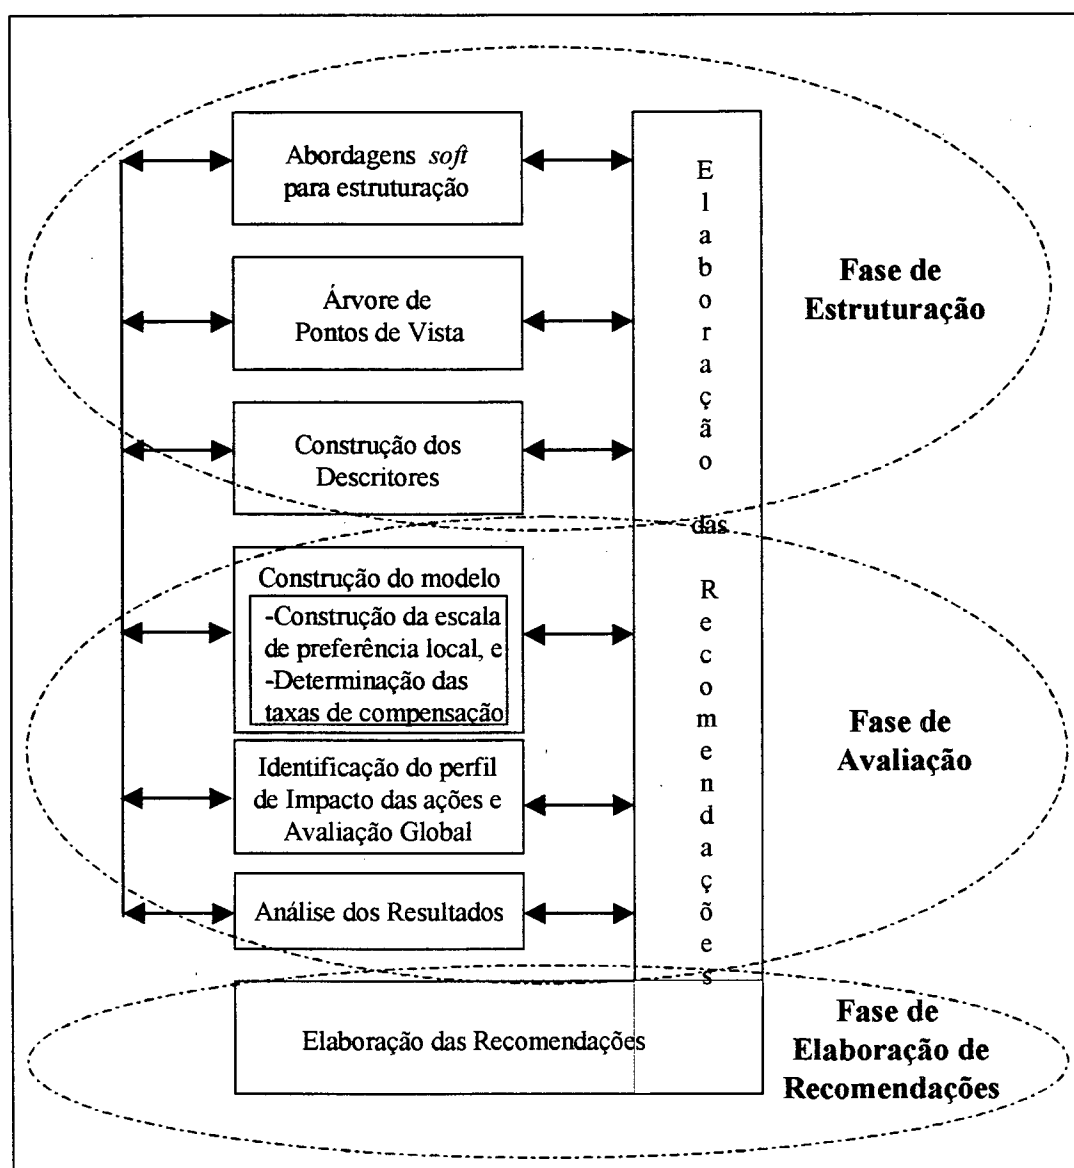 Abordagens soft
para estruturação
Árvore de
Pontos de Vista
Construção dos
Descritores
Fase de
Estruturação
Construção do modelo
-Construção da escala
de preferência local, e
-Determinação das
taxas de compensação
Identificação do perfil
de Impacto das ações e
Avaliação Global
Análise dos Resultados
Fase de
Avaliação
Elaboração
das
Recomendações
Elaboração das Recomendações
Fase de
Elaboração de
Recomendações